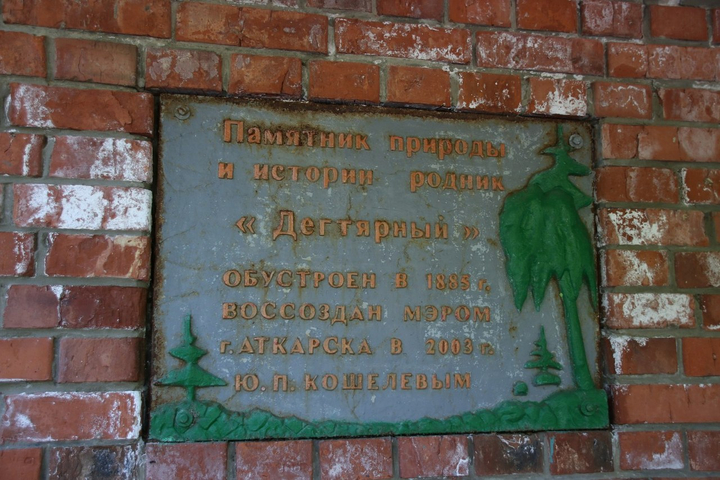 Памятник природы
и истории родник
« Дегтярный »
ОБУСТРОЕН В 1885 г.
ВОССОЗДАН МЭРОМ
г. АТКАРСКА В 2003 г.
Ю. П. КОШЕЛЕВЫМ